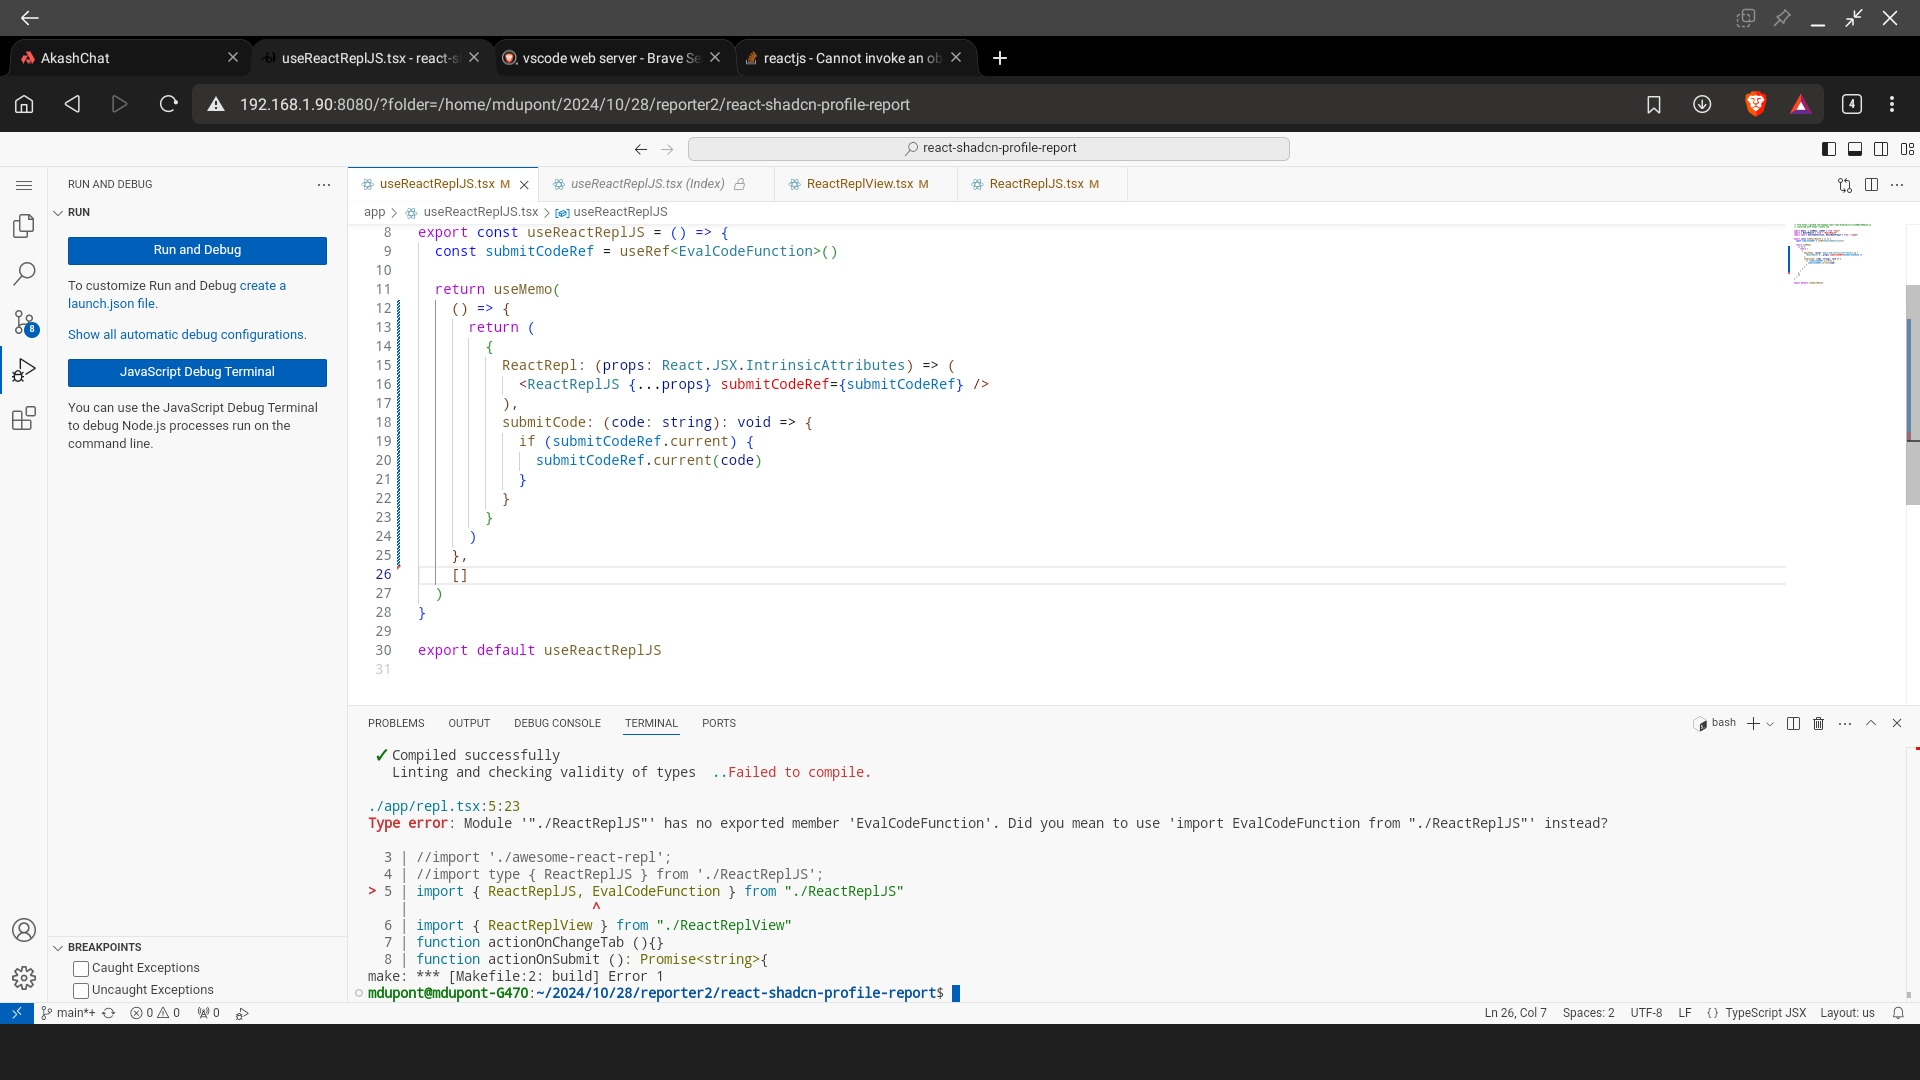 AkashChat
useReactReplJS.tsx - react-s
vscode web server - Brave Se
reactjs - Cannot invoke an ob
192.168.1.90:8080/?folder=/home/mdupont/2024/10/28/reporter2/react-shadcn-profile-report
4
react-shadcn-profile-report
RUN AND DEBUG
RUN
Run and Debug
To customize Run and Debug create a
launch.json file.
Show all automatic debug configurations.
JavaScript Debug Terminal
You can use the JavaScript Debug Terminal
to debug Node.js processes run on the
command line.
8
BREAKPOINTS
Caught Exceptions
Uncaught Exceptions
useReactReplJS.tsx M
useReactReplJS.tsx (Index)
ReactReplView.tsx M
ReactReplJS.tsx M
app > useReactReplJS.tsx > useReactReplJS
8 export const useReactReplJS = () => {
9 const submitCodeRef = useRef<EvalCodeFunction>()
10
11 return useMemo(
12 () => {
13 return (
14 {
15 ReactRepl: (props: React.JSX.IntrinsicAttributes) => (
16 <ReactReplJS {...props} submitCodeRef={submitCodeRef} />
17 ),
18 submitCode: (code: string): void => {
19 if (submitCodeRef.current) {
20 submitCodeRef.current(code)
21 }
22 }
23 }
24 )
25 },
26 []
27 )
28 }
29
30 export default useReactReplJS
31
PROBLEMS OUTPUT DEBUG CONSOLE TERMINAL PORTS
bash
✓ Compiled successfully
Linting and checking validity of types ..Failed to compile.
./app/repl.tsx:5:23
Type error: Module '"./ReactReplJS"' has no exported member 'EvalCodeFunction'. Did you mean to use 'import EvalCodeFunction from "./ReactReplJS"' instead?
3 | //import './awesome-react-repl';
4 | //import type { ReactReplJS } from './ReactReplJS';
> 5 | import { ReactReplJS, EvalCodeFunction } from "./ReactReplJS"
| ^
6 | import { ReactReplView } from "./ReactReplView"
7 | function actionOnChangeTab (){}
8 | function actionOnSubmit (): Promise<string>{
make: *** [Makefile:2: build] Error 1
mdupont@mdupont-G470:~/2024/10/28/reporter2/react-shadcn-profile-report$
main*+ 0 0 0
Ln 26, Col 7 Spaces: 2 UTF-8 LF {} TypeScript JSX Layout: us